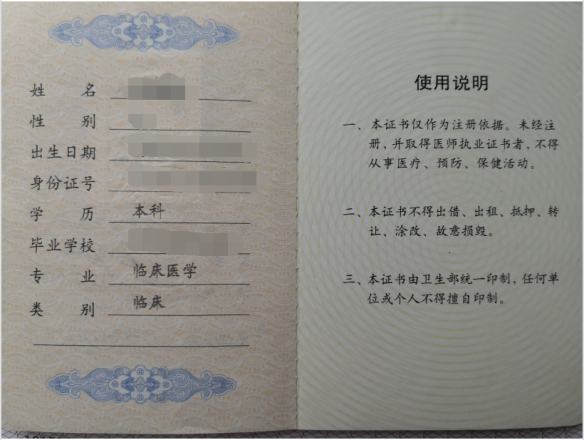 姓 名
性 别
出生日期
身份证号
学 历 本科
毕业学校
专 业 临床医学
类 别 临床
使用说明
一、本证书仅作为注册依据。未经注
册,并取得医师执业证书者,不得
从事医疗、预防、保健活动。
二、本证书不得出借、出租、抵押、转
让、涂改、故意损毁。
三、本证书由卫生部统一印制,任何单
位或个人不得擅自印制。